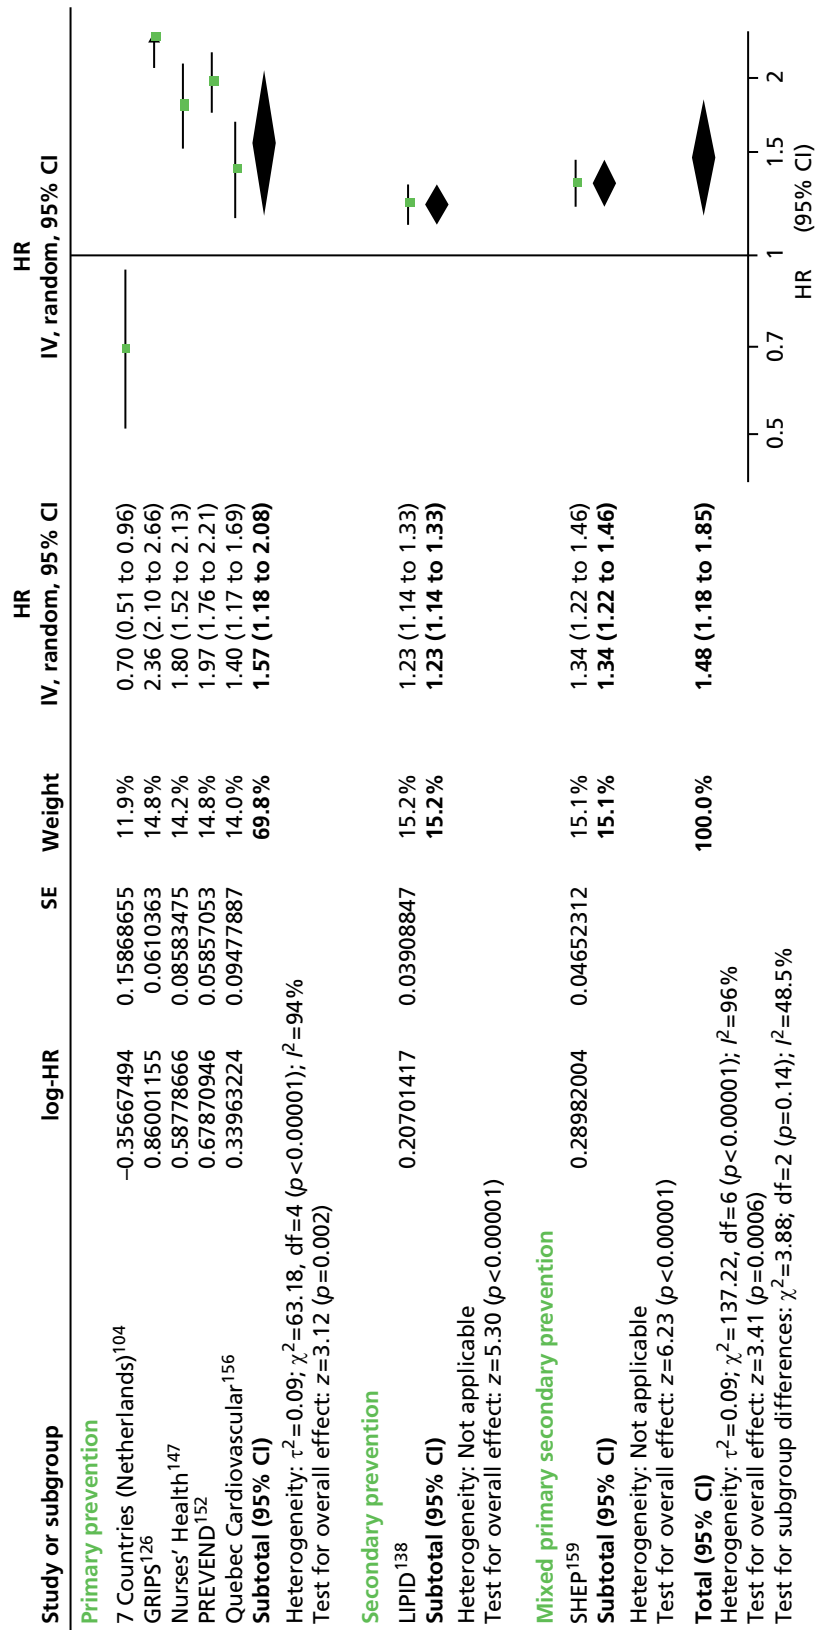 HR HR
Study or subgroup log-HR SE Weight IV, random, 95% CI IV, random, 95% CI
Primary prevention
7 Countries (Netherlands)104 –0.35667494 0.15868655 11.9% 0.70 (0.51 to 0.96)
GRIPS126 0.86001155 0.0610363 14.8% 2.36 (2.10 to 2.66)
Nurses' Health147 0.58778666 0.08583475 14.2% 1.80 (1.52 to 2.13)
PREVEND152 0.67870946 0.05857053 14.8% 1.97 (1.76 to 2.21)
Quebec Cardiovascular156 0.33963224 0.09477887 14.0% 1.40 (1.17 to 1.69)
Subtotal (95% CI) 69.8% 1.57 (1.18 to 2.08)
Heterogeneity: τ2=0.09; χ2=63.18, df=4 (p<0.00001); I2=94%
Test for overall effect: z=3.12 (p=0.002)
Secondary prevention
LIPID138 0.20701417 0.03908847 15.2% 1.23 (1.14 to 1.33)
Subtotal (95% CI) 15.2% 1.23 (1.14 to 1.33)
Heterogeneity: Not applicable
Test for overall effect: z=5.30 (p<0.00001)
Mixed primary secondary prevention
SHEP159 0.28982004 0.04652312 15.1% 1.34 (1.22 to 1.46)
Subtotal (95% CI) 15.1% 1.34 (1.22 to 1.46)
Heterogeneity: Not applicable
Test for overall effect: z=6.23 (p<0.00001)
Total (95% CI) 100.0% 1.48 (1.18 to 1.85)
Heterogeneity: τ2=0.09; χ2=137.22, df=6 (p<0.00001); I2=96%
Test for overall effect: z=3.41 (p=0.0006)
Test for subgroup differences: χ2=3.88; df=2 (p=0.14); I2=48.5%
0.5 0.7 1 1.5 2
HR (95% CI)